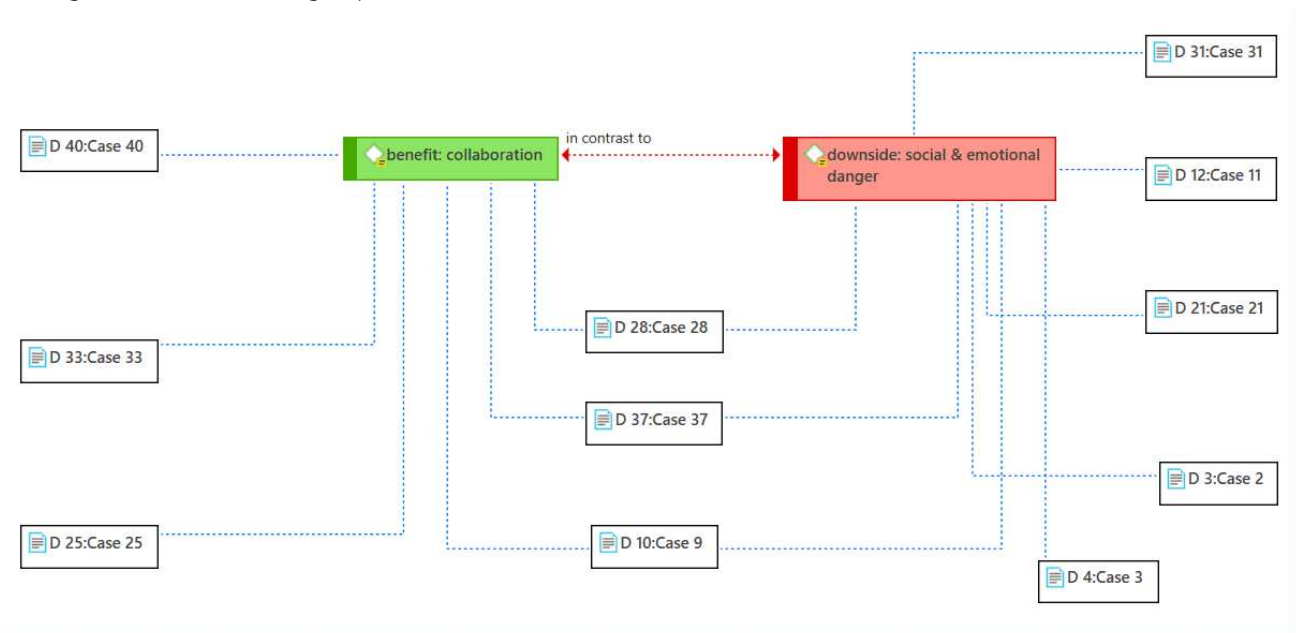 D 31:Case 31
in contrast to
D 40:Case 40
benefit: collaboration
downside: social & emotional
danger
D 12:Case 11
D 21:Case 21
D 28:Case 28
D 33:Case 33
D 37:Case 37
D 3:Case 2
D 25:Case 25
D 10:Case 9
D 4:Case 3